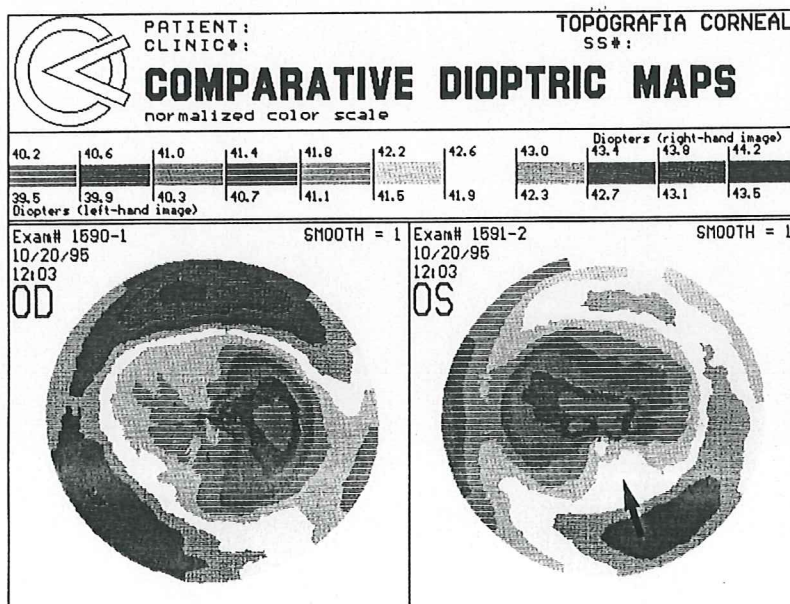 PATIENT: TOPOGRAFIA CORNEAL
CLINIC#: SS#:
COMPARATIVE DIOPTRIC MAPS
normalized color scale
Diopters (right-hand image)
40.2 40.6 41.0 41.4 41.8 42.2 42.6 43.0 43.4 43.8 44.2
39.5 39.9 40.3 40.7 41.1 41.5 41.9 42.3 42.7 43.1 43.5
Diopters (left-hand image)
Exam# 1590-1 SMOOTH = 1
10/20/95
12:03
OD
Exam# 1591-2 SMOOTH = 1
10/20/95
12:03
OS